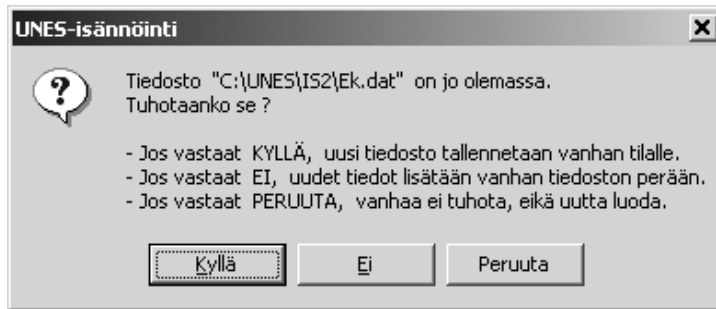 UNES-isännöinti
Tiedosto "C:\UNES\IS2\Ek.dat" on jo olemassa.
Tuhotaanko se ?
- Jos vastaat KYLLÄ, uusi tiedosto tallennetaan vanhan tilalle.
- Jos vastaat EI, uudet tiedot lisätään vanhan tiedoston perään.
- Jos vastaat PERUUTA, vanhaa ei tuhota, eikä uutta luoda.
Kyllä Ei Peruuta